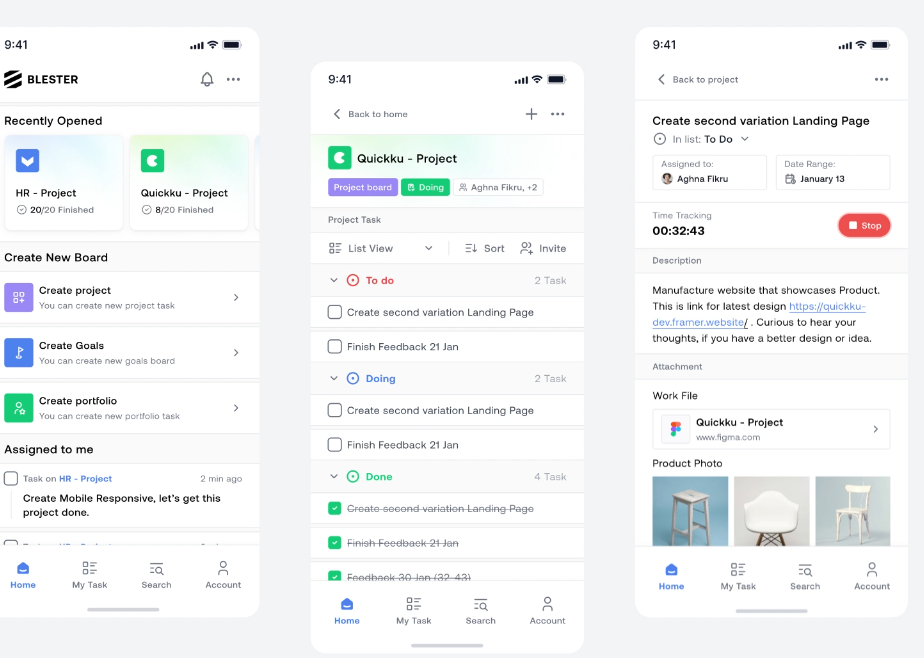 9:41
BLESTER
Recently Opened
HR - Project
20/20 Finished
Quickku - Project
8/20 Finished
Create New Board
Create project
You can create new project task
Create Goals
You can create new goals board
Create portfolio
You can create new portfolio task
Assigned to me
Task on HR - Project
2 min ago
Create Mobile Responsive, let's get this
project done.
Home
My Task
Search
Account
9:41
Back to home
Quickku - Project
Project board
Doing
Aghna Fikru, +2
Project Task
List View
Sort
Invite
To do
2 Task
Create second variation Landing Page
Finish Feedback 21 Jan
Doing
2 Task
Create second variation Landing Page
Finish Feedback 21 Jan
Done
4 Task
Create second variation Landing Page
Finish Feedback 21 Jan
Feedback 30 Jan (32-43)
Home
My Task
Search
Account
9:41
Back to project
Create second variation Landing Page
In list: To Do
Assigned to:
Aghna Fikru
Date Range:
January 13
Time Tracking
00:32:43
Stop
Description
Manufacture website that showcases Product.
This is link for latest design https://quickku-
dev.framer.website/ . Curious to hear your
thoughts, if you have a better design or idea.
Attachment
Work File
Quickku - Project
www.figma.com
Product Photo
Home
My Task
Search
Account